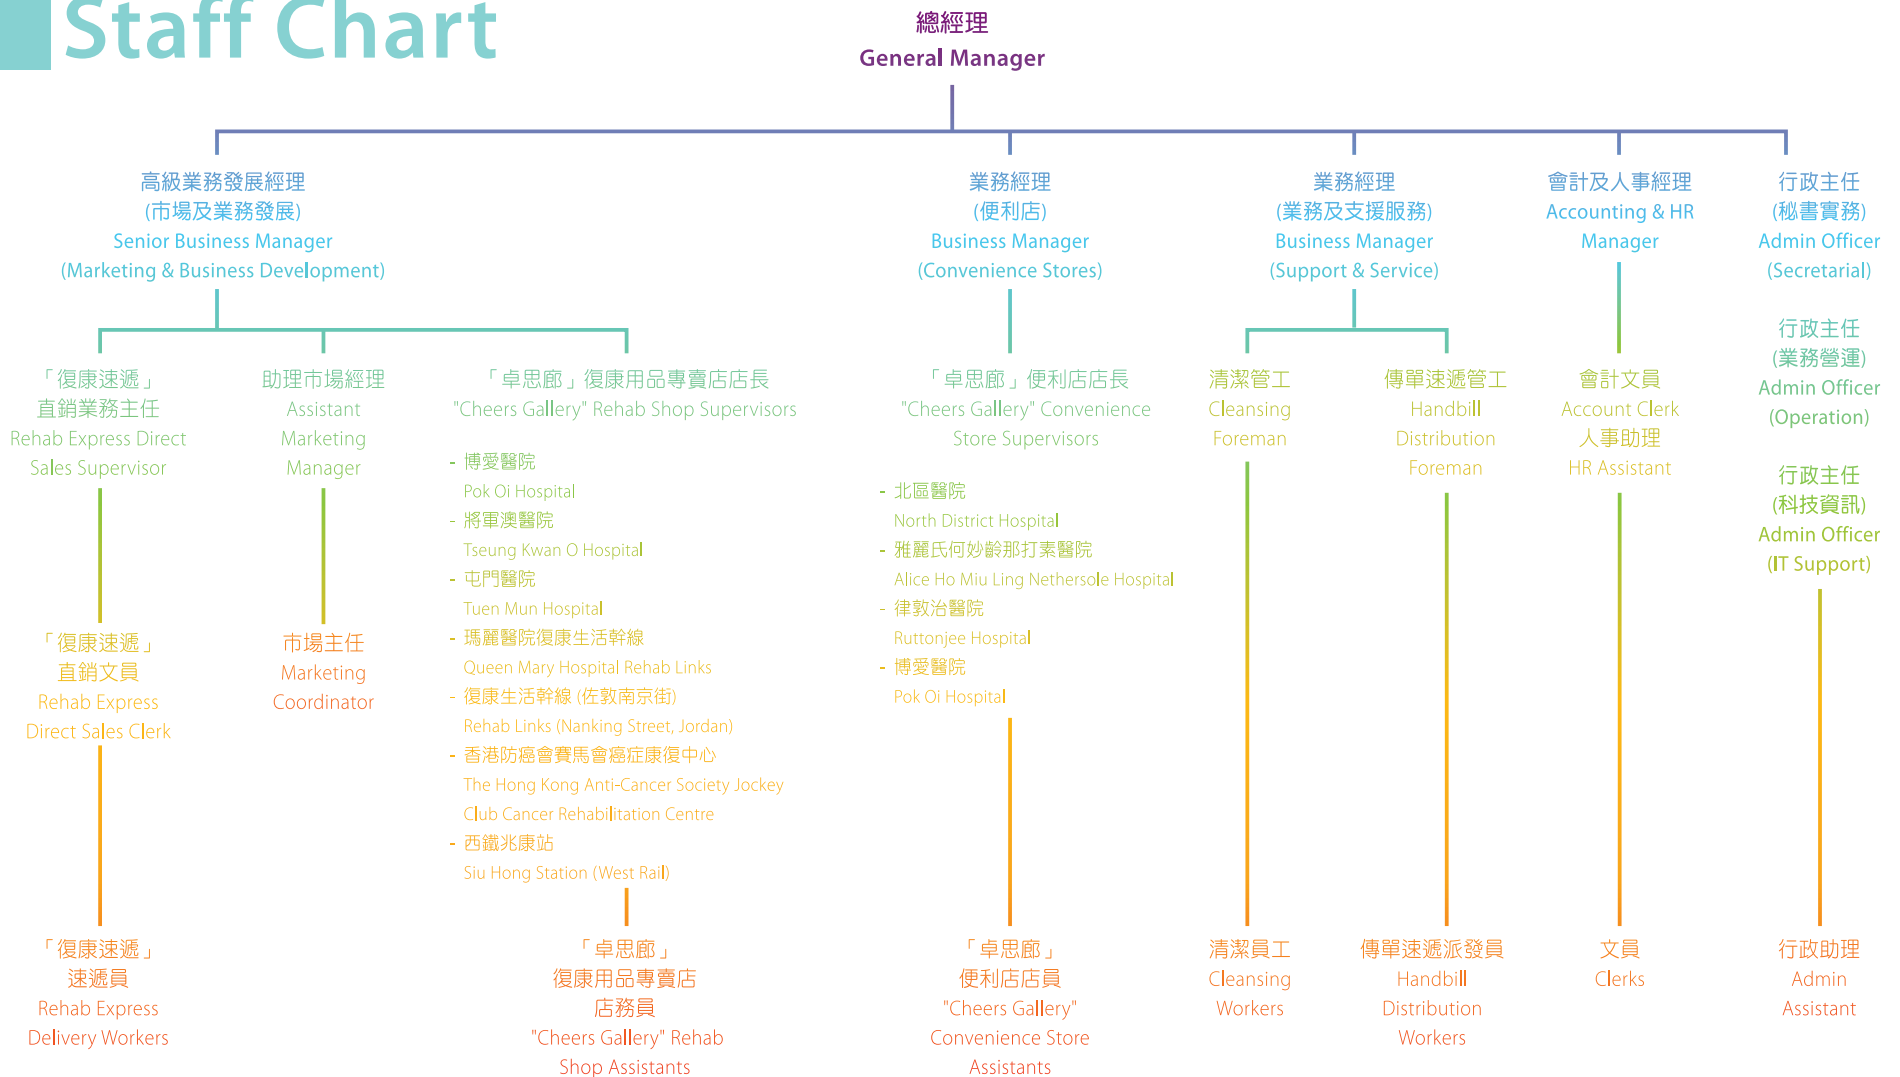 Staff Chart
總經理
General Manager
高級業務發展經理
(市場及業務發展)
Senior Business Manager
(Marketing & Business Development)
業務經理
(便利店)
Business Manager
(Convenience Stores)
業務經理
(業務及支援服務)
Business Manager
(Support & Service)
會計及人事經理
Accounting & HR
Manager
行政主任
(秘書實務)
Admin Officer
(Secretarial)
行政主任
(業務營運)
Admin Officer
(Operation)
行政主任
(科技資訊)
Admin Officer
(IT Support)
「復康速遞」
直銷業務主任
Rehab Express Direct
Sales Supervisor
助理市場經理
Assistant
Marketing
Manager
「卓思廊」復康用品專賣店店長
"Cheers Gallery" Rehab Shop Supervisors
- 博愛醫院
Pok Oi Hospital
- 將軍澳醫院
Tseung Kwan O Hospital
- 屯門醫院
Tuen Mun Hospital
- 瑪麗醫院復康生活幹線
Queen Mary Hospital Rehab Links
- 復康生活幹線 (佐敦南京街)
Rehab Links (Nanking Street, Jordan)
- 香港防癌會賽馬會癌症康復中心
The Hong Kong Anti-Cancer Society Jockey
Club Cancer Rehabilitation Centre
- 西鐵兆康站
Siu Hong Station (West Rail)
「卓思廊」便利店店長
"Cheers Gallery" Convenience
Store Supervisors
- 北區醫院
North District Hospital
- 雅麗氏何妙齡那打素醫院
Alice Ho Miu Ling Nethersole Hospital
- 律敦治醫院
Ruttonjee Hospital
- 博愛醫院
Pok Oi Hospital
清潔管工
Cleansing
Foreman
傳單速遞管工
Handbill
Distribution
Foreman
會計文員
Account Clerk
人事助理
HR Assistant
「復康速遞」
直銷文員
Rehab Express
Direct Sales Clerk
市場主任
Marketing
Coordinator
「復康速遞」
速遞員
Rehab Express
Delivery Workers
「卓思廊」
復康用品專賣店
店務員
"Cheers Gallery" Rehab
Shop Assistants
「卓思廊」
便利店店員
"Cheers Gallery"
Convenience Store
Assistants
清潔員工
Cleansing
Workers
傳單速遞派發員
Handbill
Distribution
Workers
文員
Clerks
行政助理
Admin
Assistant